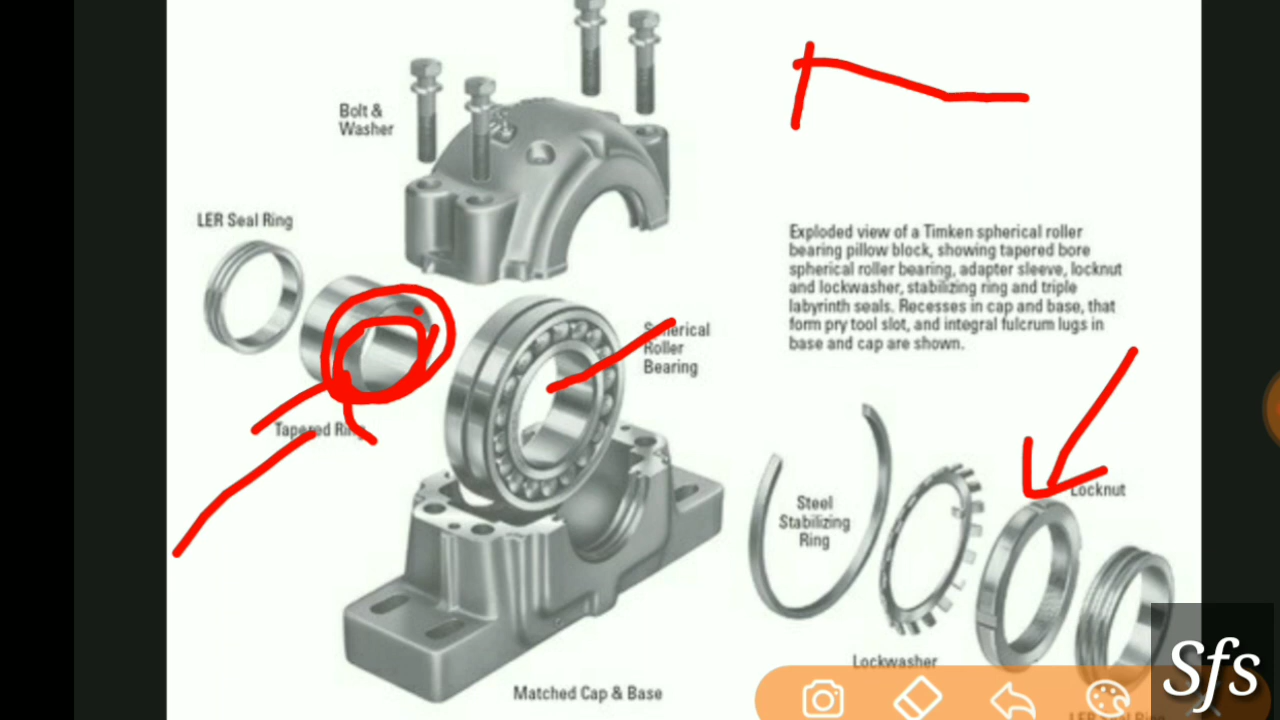 Bolt &
Washer
LER Seal Ring
Exploded view of a Timken spherical roller
bearing pillow block, showing tapered bore
spherical roller bearing, adapter sleeve, locknut
and lockwasher, stabilizing ring and triple
labyrinth seals. Recesses in cap and base, that
form pry tool slot, and integral fulcrum lugs in
base and cap are shown.
Spherical
Roller
Bearing
Tapered Ring
Locknut
Steel
Stabilizing
Ring
Lockwasher
Matched Cap & Base
Sfs
LER Seal Ring